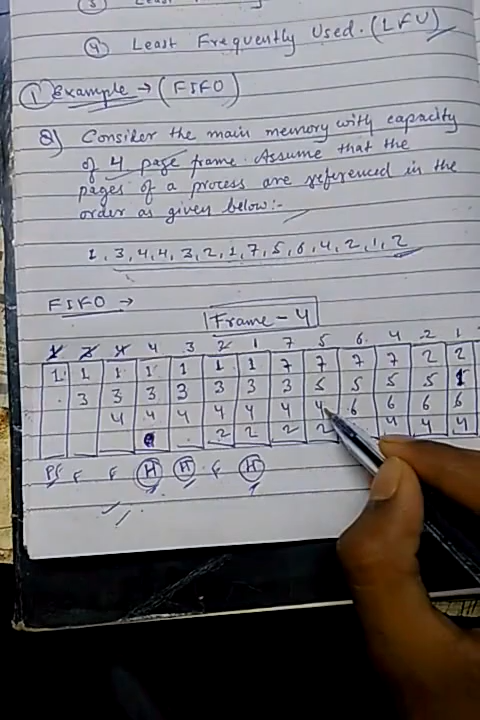 ③ Least
④ Least Frequently Used. (LFU)
① Example → (FIFO)
Q) Consider the main memory with capacity
of 4 page frame. Assume that the
pages of a process are referenced in the
order as given below:-
1, 3, 4, 4, 3, 2, 1, 7, 5, 6, 4, 2, 1, 2
FIFO →
Frame - 4
1 3 4 4 3 2 1 7 5 6 4 2 1
1 1 1 1 1 1 1 7 7 7 7 2 2
3 3 3 3 3 3 3 5 5 5 5 1
4 4 4 4 4 4 4 6 6 6 6
2 2 2 2 4 4 4
PF F F H H F H